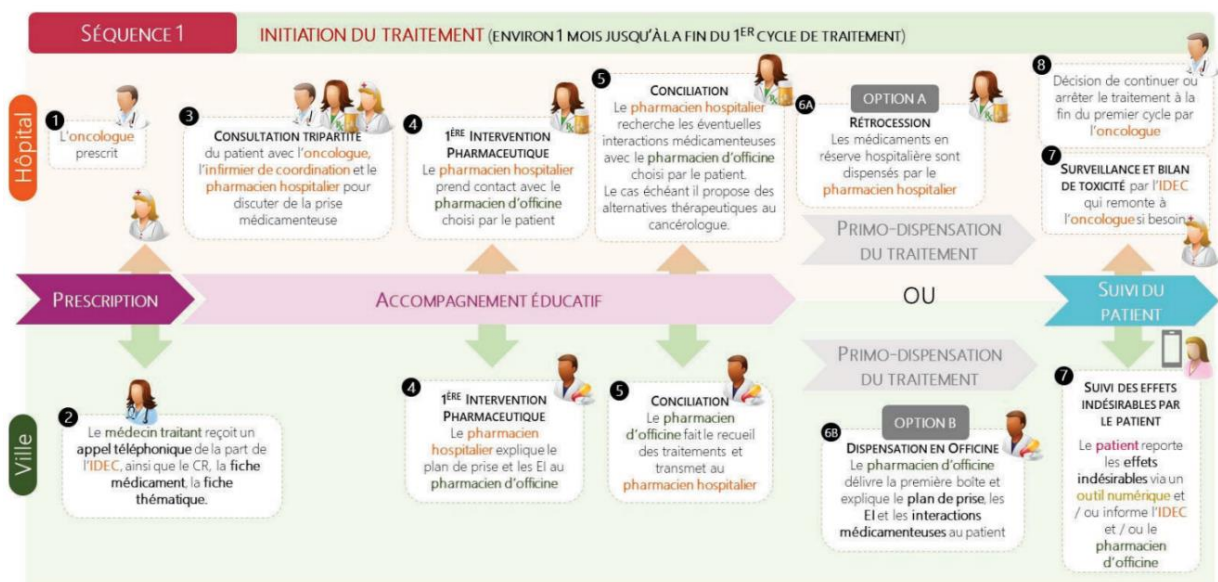 SÉQUENCE 1
INITIATION DU TRAITEMENT (ENVIRON 1 MOIS JUSQU'À LA FIN DU 1ER CYCLE DE TRAITEMENT)
Hôpital
1
L'oncologue
prescrit
3
CONSULTATION TRIPARTITE
du patient avec l'oncologue,
l'infirmier de coordination et le
pharmacien hospitalier pour
discuter de la prise
médicamenteuse
4
1ÈRE INTERVENTION
PHARMACEUTIQUE
Le pharmacien hospitalier
prend contact avec le
pharmacien d'officine
choisi par le patient
5
CONCILIATION
Le pharmacien hospitalier
recherche les éventuelles
interactions médicamenteuses
avec le pharmacien d'officine
choisi par le patient.
Le cas échéant il propose des
alternatives thérapeutiques au
cancérologue.
6A
OPTION A
RÉTROCESSION
Les médicaments en
réserve hospitalière sont
dispensés par le
pharmacien hospitalier
PRIMO-DISPENSATION
DU TRAITEMENT
8
Décision de continuer ou
arrêter le traitement à la
fin du premier cycle par
l'oncologue
7
SURVEILLANCE ET BILAN
DE TOXICITÉ par l'IDEC
qui remonte à
l'oncologue si besoin
PRESCRIPTION
ACCOMPAGNEMENT ÉDUCATIF
OU
SUIVI DU
PATIENT
Ville
2
Le médecin traitant reçoit un
appel téléphonique de la part de
l'IDEC, ainsi que le CR, la fiche
médicament, la fiche
thématique.
4
1ÈRE INTERVENTION
PHARMACEUTIQUE
Le pharmacien
hospitalier explique le
plan de prise et les EI au
pharmacien d'officine
5
CONCILIATION
Le pharmacien
d'officine fait le recueil
des traitements et
transmet au
pharmacien hospitalier
PRIMO-DISPENSATION
DU TRAITEMENT
6B
OPTION B
DISPENSATION EN OFFICINE
Le pharmacien d'officine
délivre la première boîte et
explique le plan de prise, les
EI et les interactions
médicamenteuses au patient
7
SUIVI DES EFFETS
INDÉSIRABLES PAR
LE PATIENT
Le patient reporte
les effets
indésirables via un
outil numérique et
/ ou informe l'IDEC
et / ou le
pharmacien
d'officine